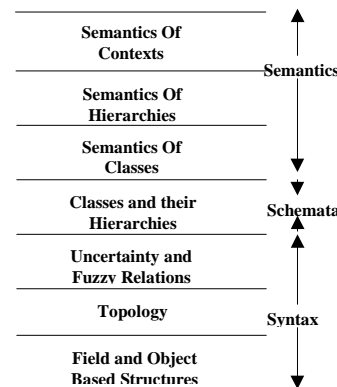 Semantics Of
Contexts
Semantics
Semantics Of
Hierarchies
Semantics Of
Classes
Classes and their
Hierarchies
Schemata
Uncertainty and
Fuzzy Relations
Topology
Syntax
Field and Object
Based Structures